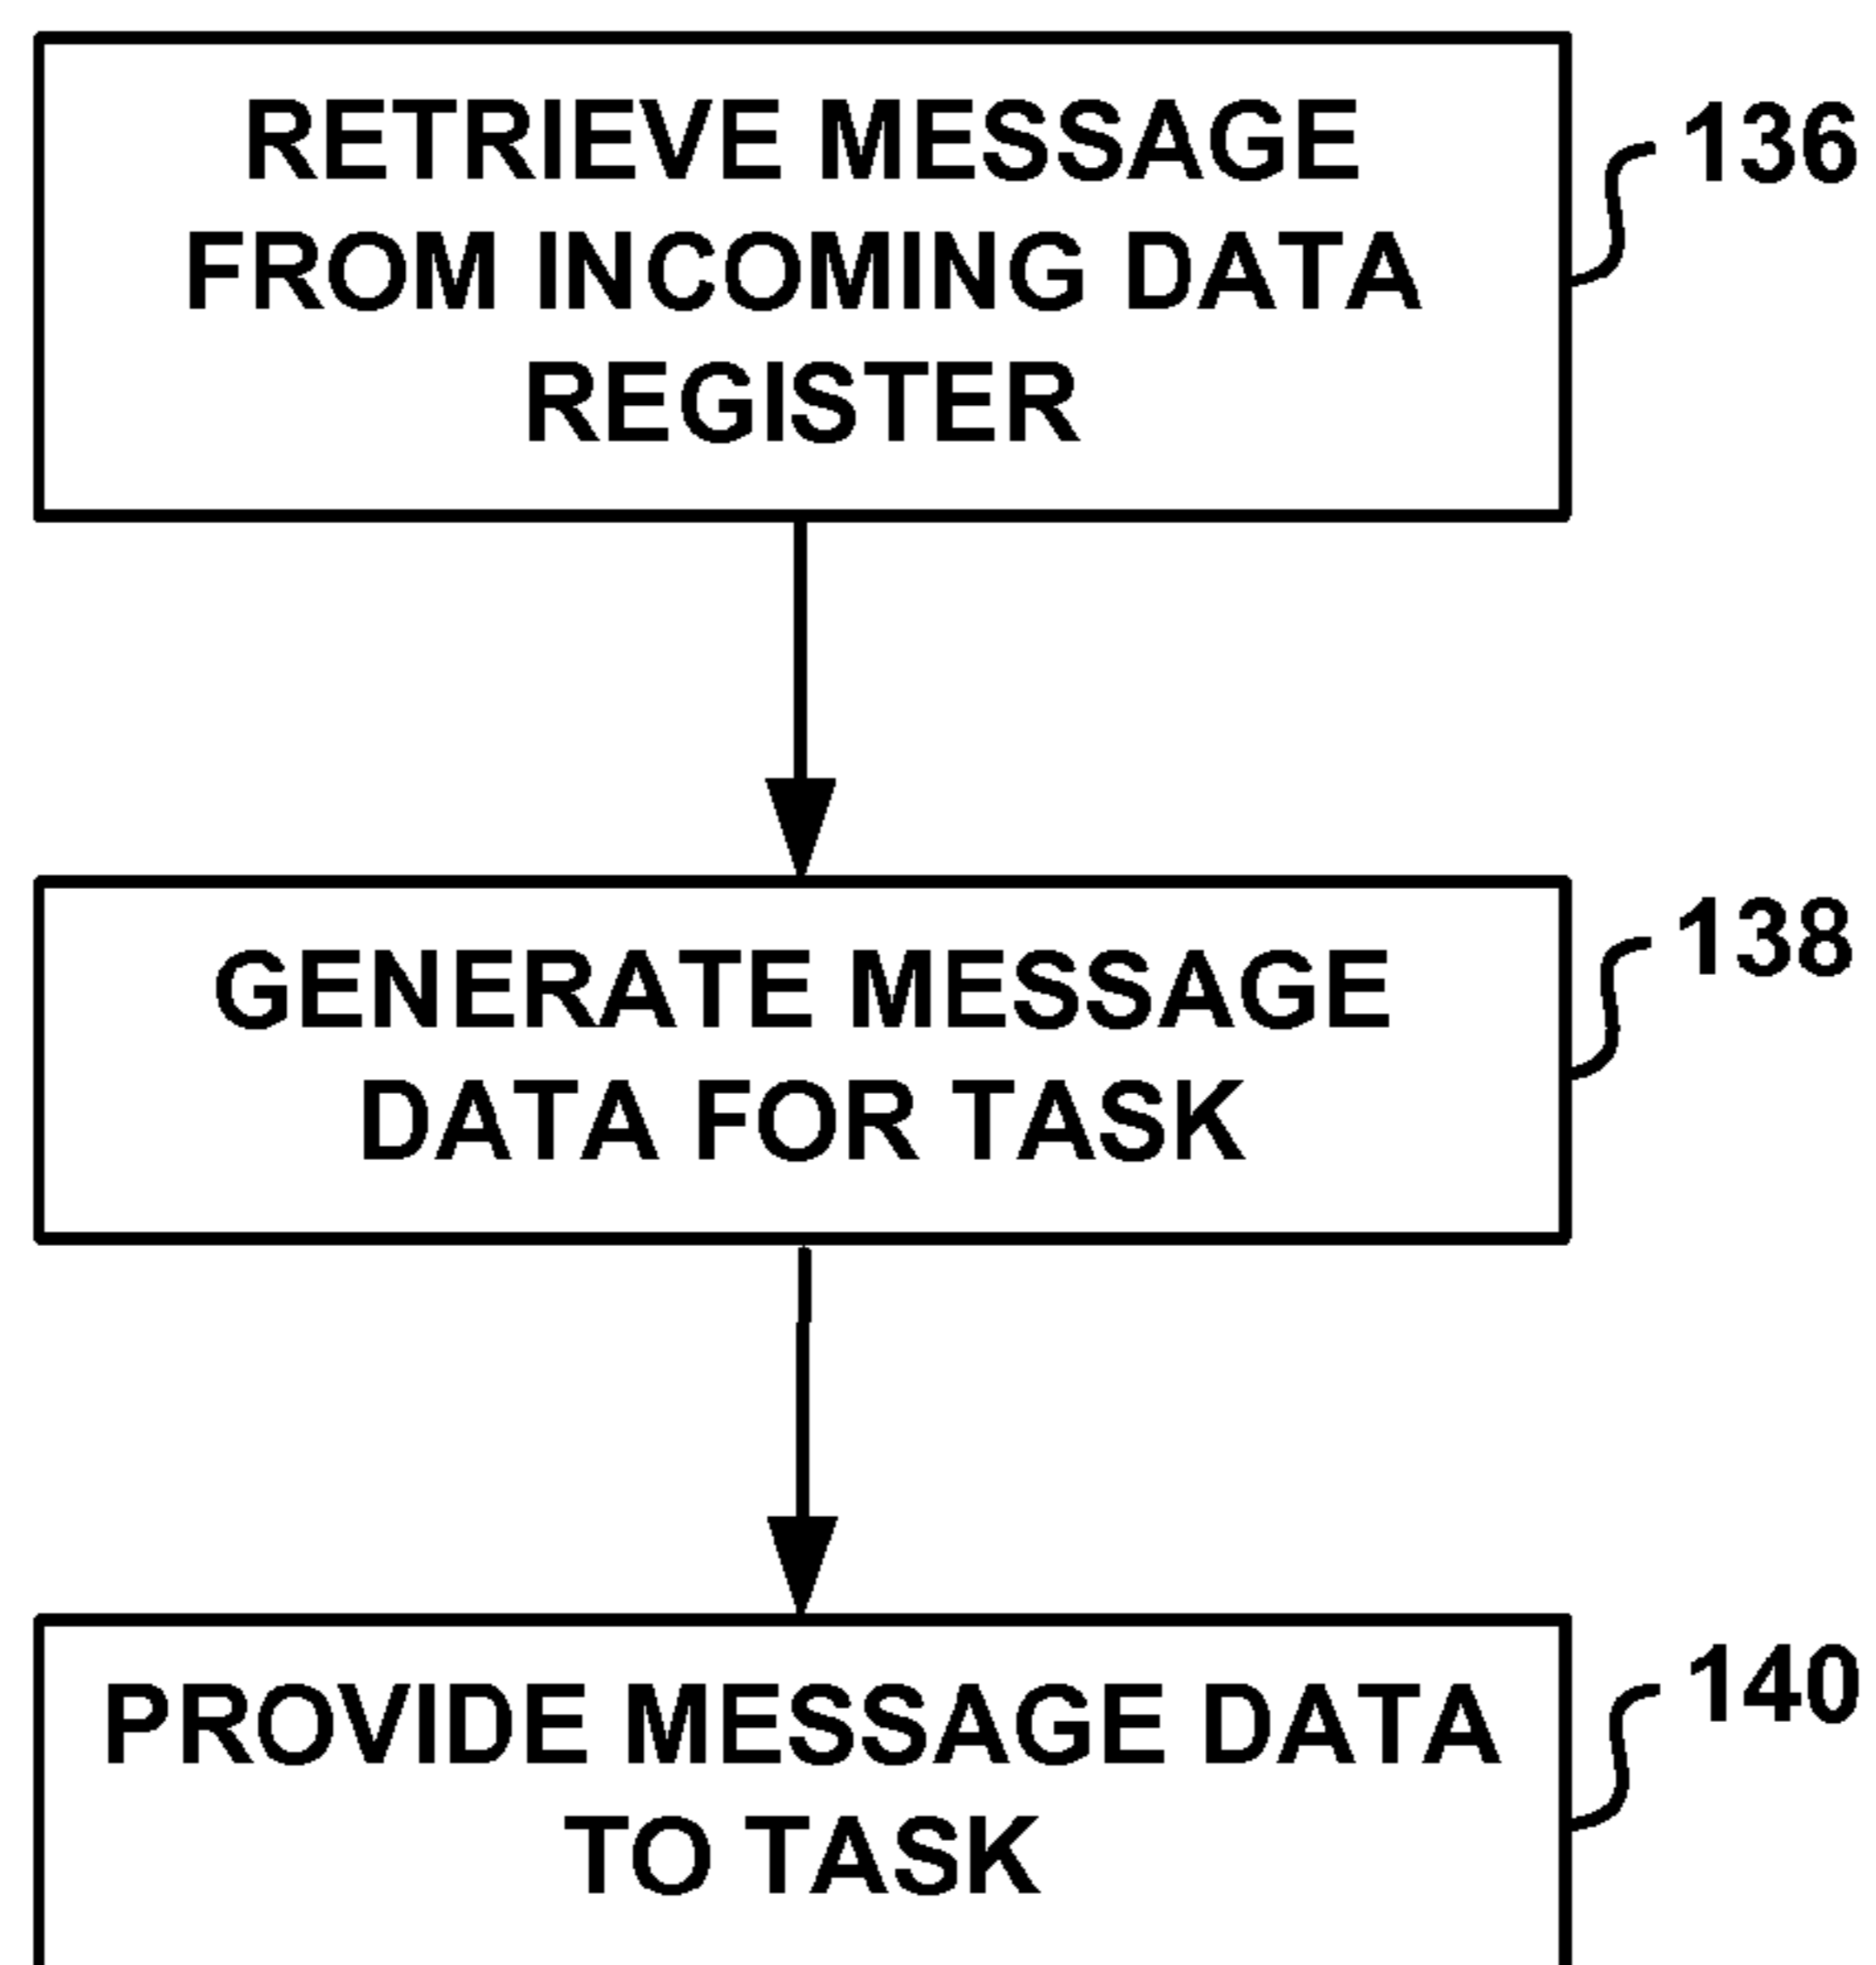 RETRIEVE MESSAGE
FROM INCOMING DATA
REGISTER
136
GENERATE MESSAGE
DATA FOR TASK
138
PROVIDE MESSAGE DATA
TO TASK
140